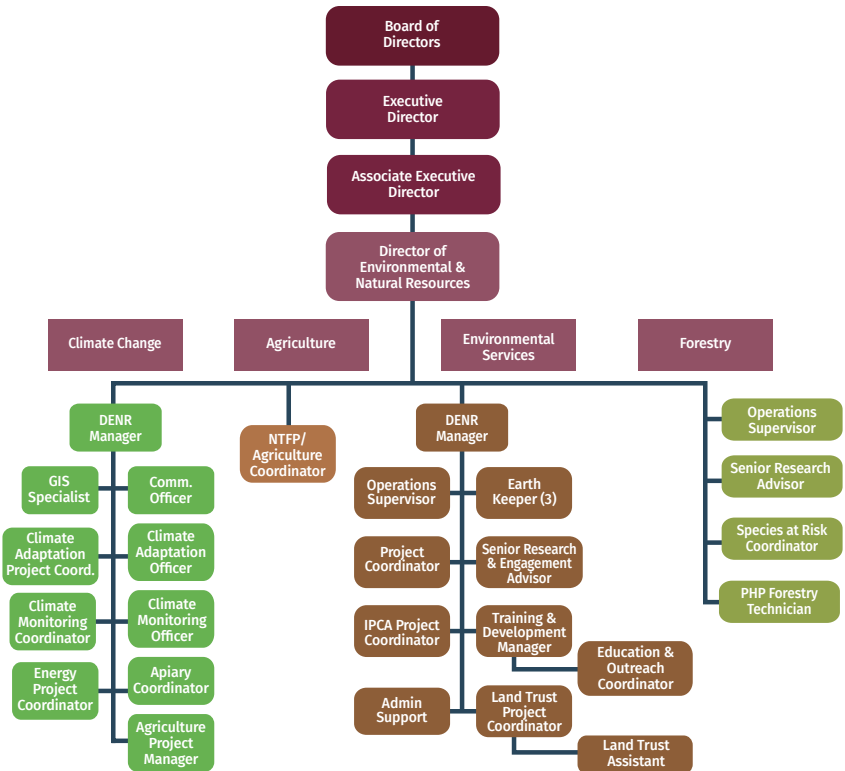 Board of
Directors
Executive
Director
Associate Executive
Director
Director of
Environmental &
Natural Resources
Climate Change
Agriculture
Environmental
Services
Forestry
DENR
Manager
GIS
Specialist
Comm.
Officer
Climate
Adaptation
Project Coord.
Climate
Adaptation
Officer
Climate
Monitoring
Coordinator
Climate
Monitoring
Officer
Energy
Project
Coordinator
Apiary
Coordinator
Agriculture
Project
Manager
NTFP/
Agriculture
Coordinator
DENR
Manager
Operations
Supervisor
Earth
Keeper (3)
Project
Coordinator
Senior Research
& Engagement
Advisor
IPCA Project
Coordinator
Training &
Development
Manager
Education &
Outreach
Coordinator
Admin
Support
Land Trust
Project
Coordinator
Land Trust
Assistant
Operations
Supervisor
Senior Research
Advisor
Species at Risk
Coordinator
PHP Forestry
Technician